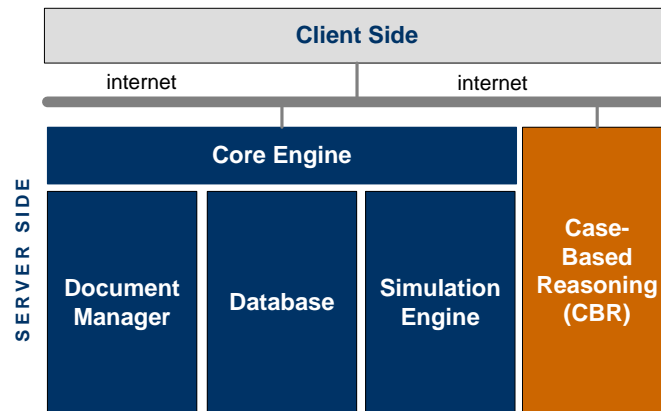 Client Side
internet
internet
Core Engine
SERVER SIDE
Document
Manager
Database
Simulation
Engine
Case-
Based
Reasoning
(CBR)